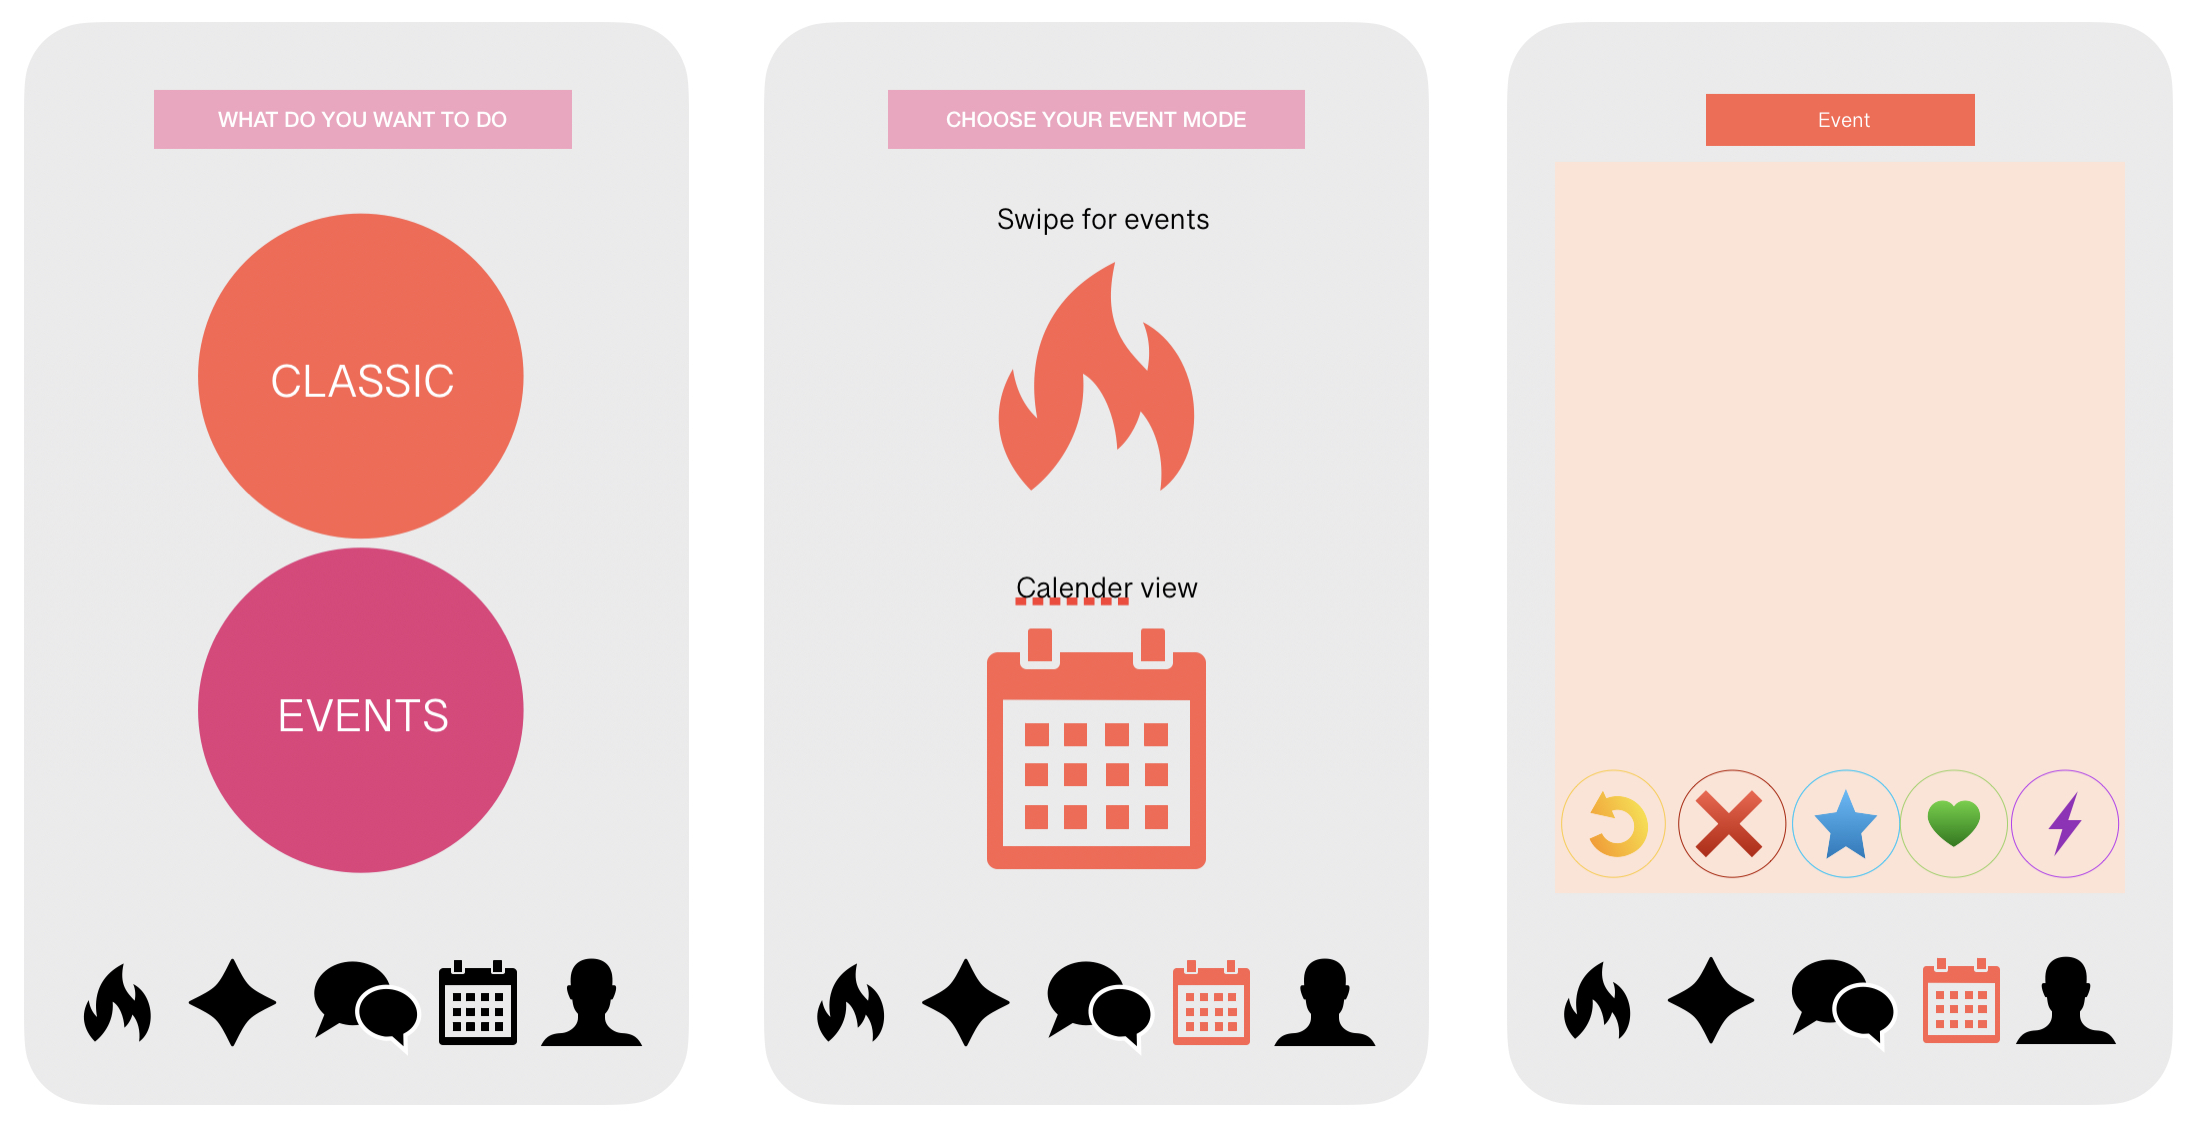 WHAT DO YOU WANT TO DO
CLASSIC
EVENTS
CHOOSE YOUR EVENT MODE
Swipe for events
Calender view
Event